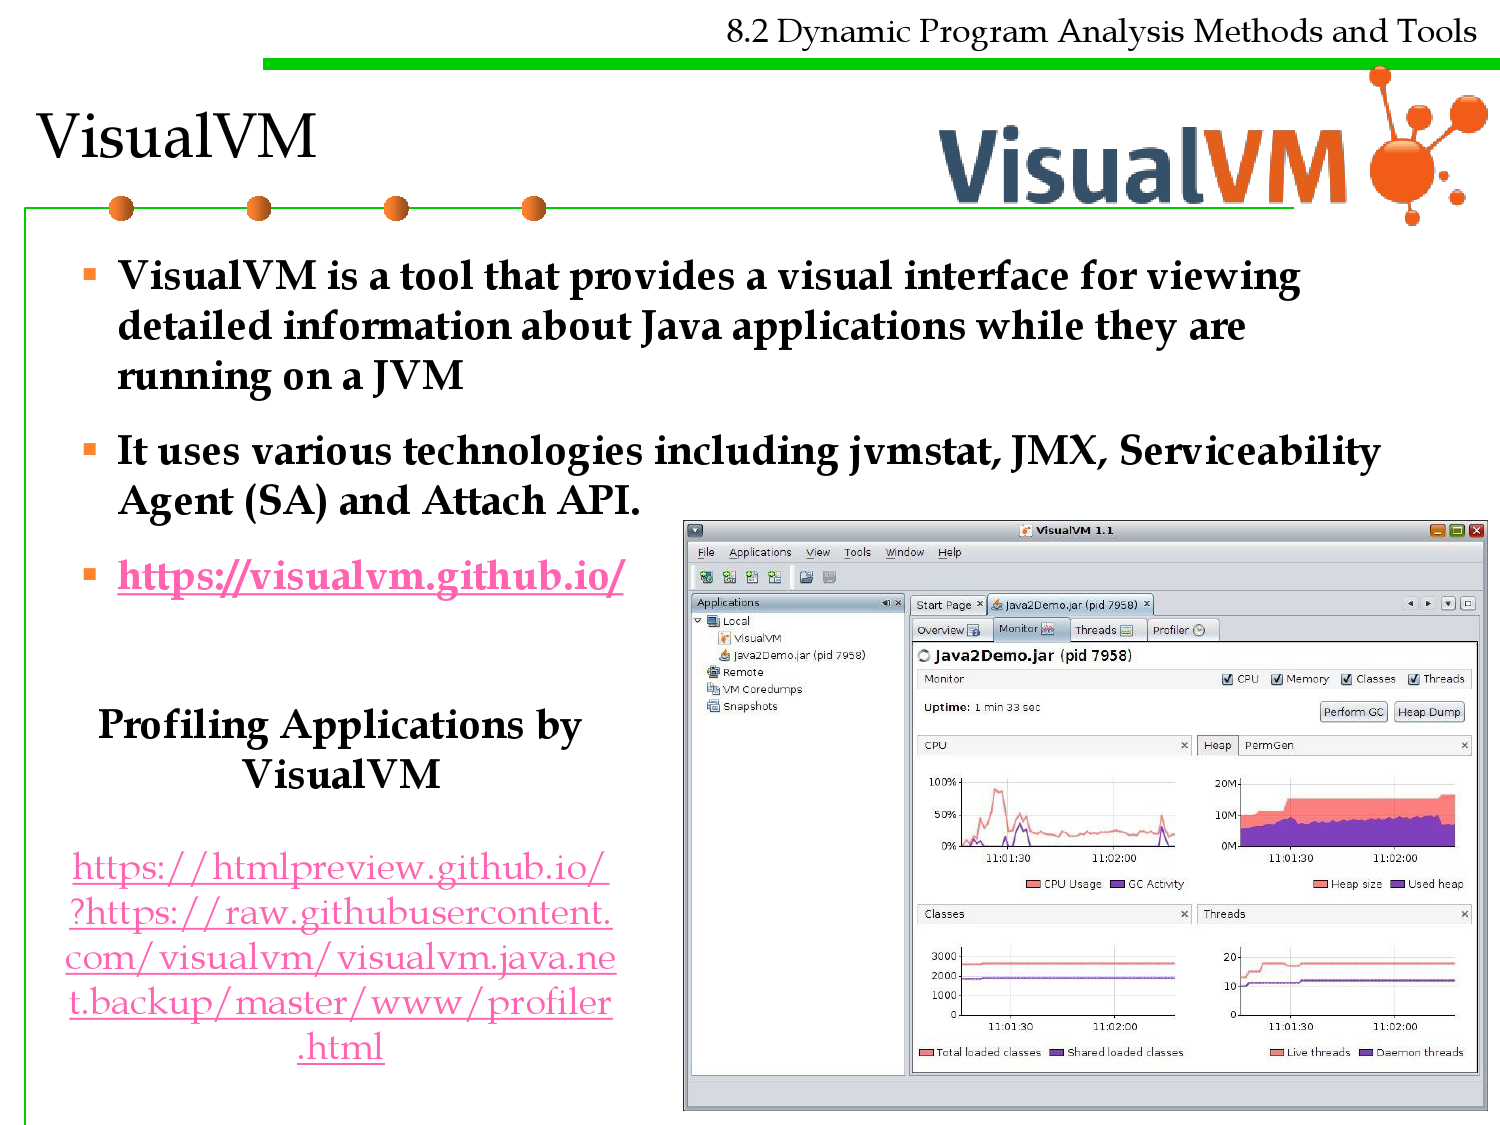 8.2 Dynamic Program Analysis Methods and Tools
VisualVM
VisualVM
VisualVM is a tool that provides a visual interface for viewing
detailed information about Java applications while they are
running on a JVM
It uses various technologies including jvmstat, JMX, Serviceability
Agent (SA) and Attach API.
https://visualvm.github.io/
Profiling Applications by
VisualVM
https://htmlpreview.github.io/
?https://raw.githubusercontent.
com/visualvm/visualvm.java.ne
t.backup/master/www/profiler
.html
VisualVM 1.1
File Applications View Tools Window Help
Applications
Local
VisualVM
Java2Demo.jar (pid 7958)
Remote
VM Coredumps
Snapshots
Start Page Java2Demo.jar (pid 7958)
Overview Monitor Threads Profiler
Java2Demo.jar (pid 7958)
Monitor CPU Memory Classes Threads
Uptime: 1 min 33 sec Perform GC Heap Dump
CPU
100%
50%
0%
11:01:30 11:02:00
CPU Usage GC Activity
Heap PermGen
20M
10M
0M
11:01:30 11:02:00
Heap size Used heap
Classes
3000
2000
1000
0
11:01:30 11:02:00
Total loaded classes Shared loaded classes
Threads
20
10
0
11:01:30 11:02:00
Live threads Daemon threads